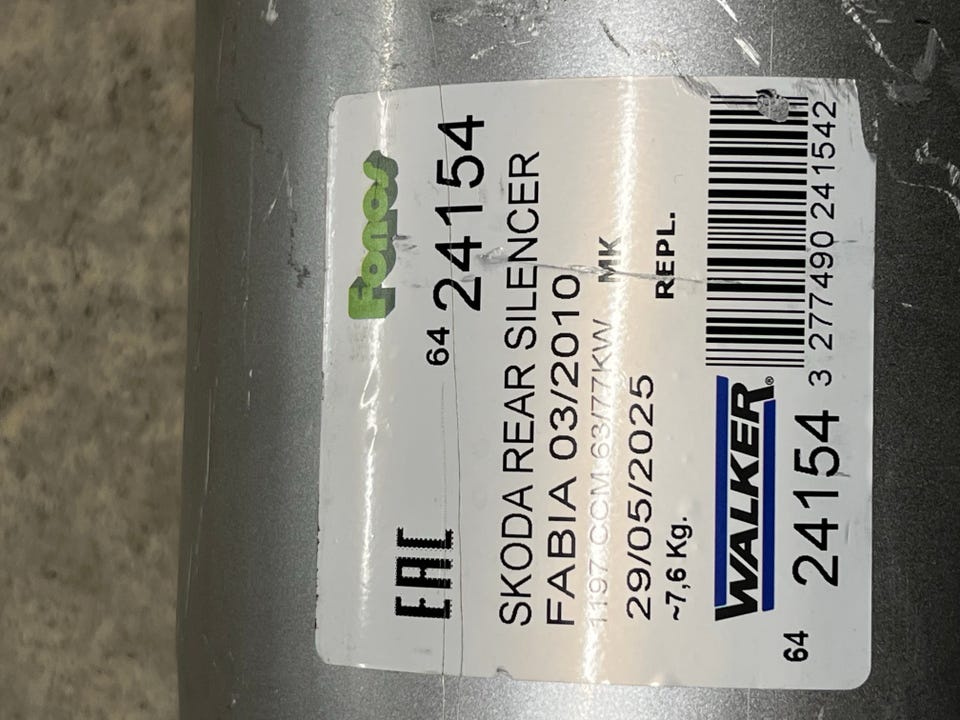 Fonos
EAC
64 24154
SKODA REAR SILENCER
FABIA 03/2010
1197 CCM 63/77KW MK
29/05/2025 REPL.
~7,6 Kg.
WALKER®
64 24154
3 277490 241542